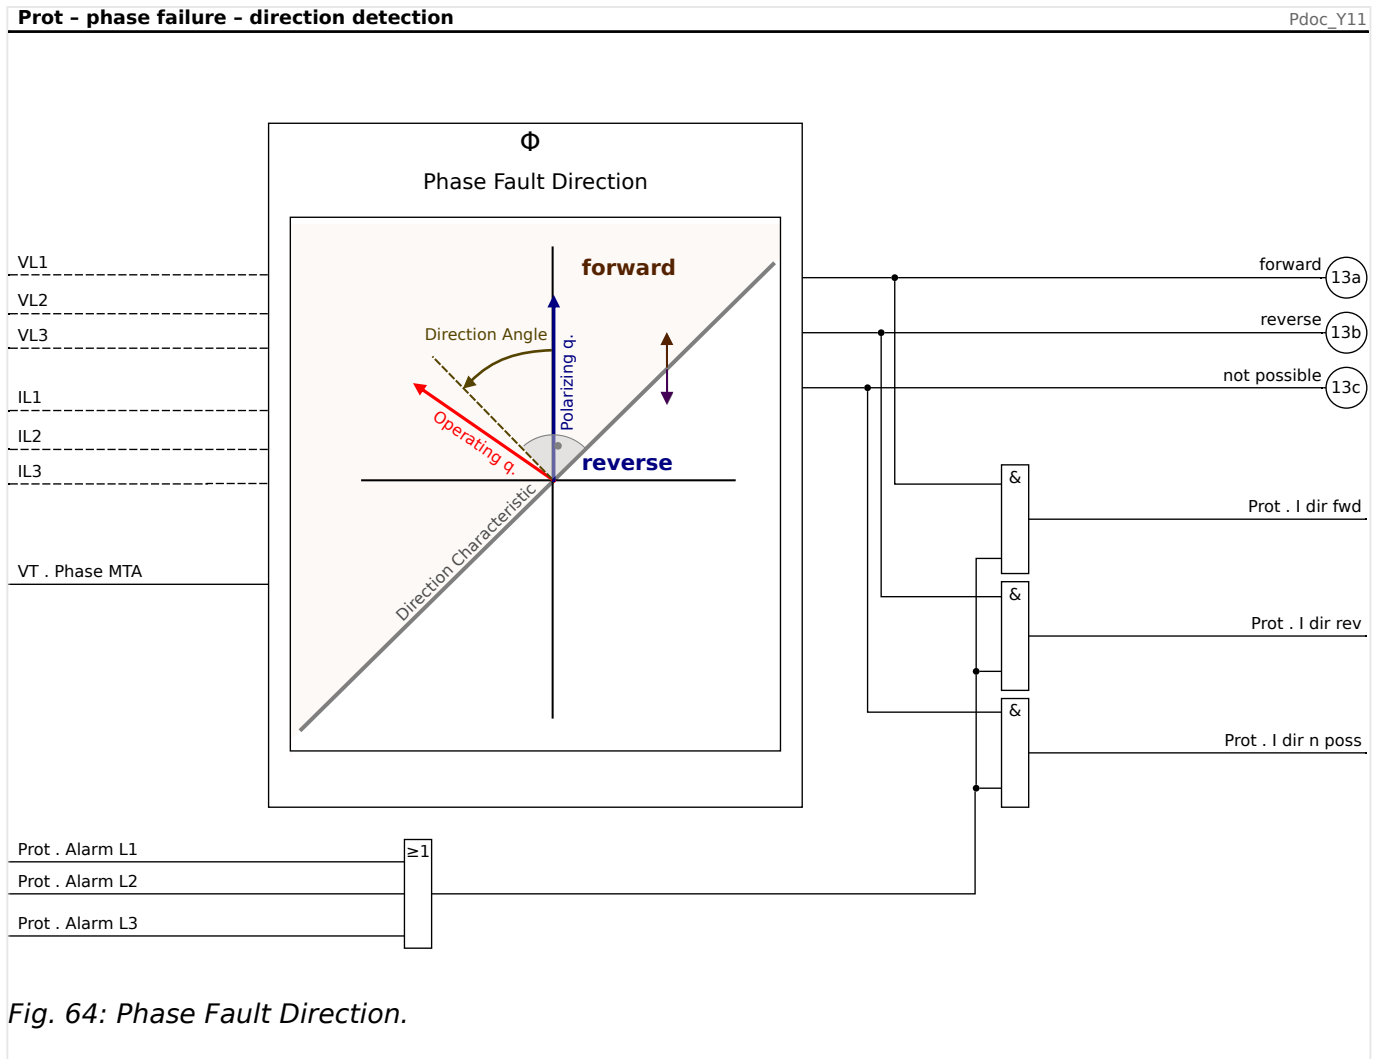 Prot – phase failure – direction detection
Pdoc_Y11
Φ
Phase Fault Direction
VL1
VL2
VL3
IL1
IL2
IL3
VT . Phase MTA
forward
Direction Angle
Polarizing q.
Operating q.
reverse
Direction Characteristic
forward
13a
reverse
13b
not possible
13c
&
Prot . I dir fwd
&
Prot . I dir rev
&
Prot . I dir n poss
Prot . Alarm L1
Prot . Alarm L2
Prot . Alarm L3
≥1
Fig. 64: Phase Fault Direction.